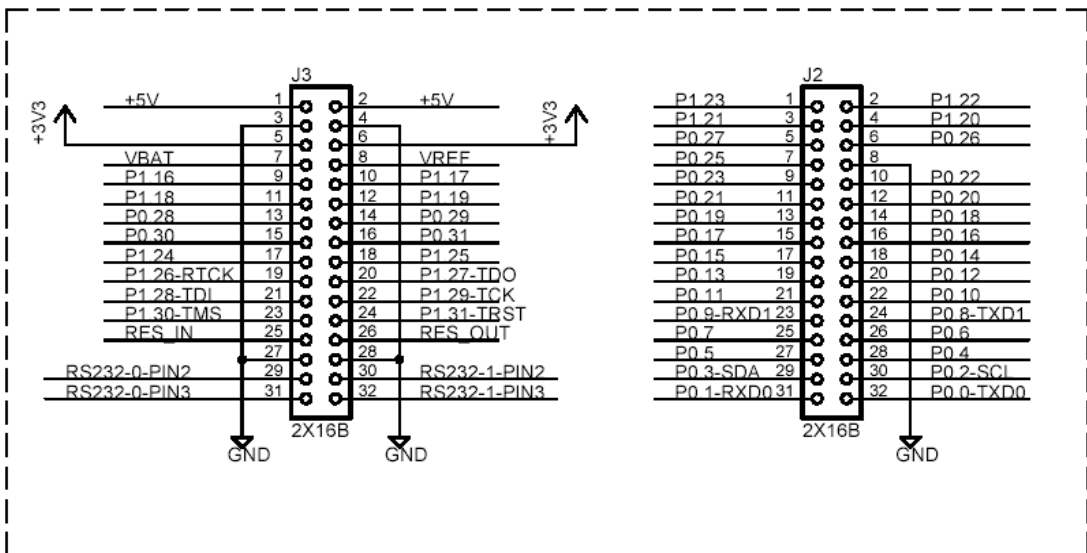 J3
+5V 1 2 +5V
+3V3 3 4 +3V3
5 6
VBAT 7 8 VREF
P1.16 9 10 P1.17
P1.18 11 12 P1.19
P0.28 13 14 P0.29
P0.30 15 16 P0.31
P1.24 17 18 P1.25
P1.26-RTCK 19 20 P1.27-TDO
P1.28-TDI 21 22 P1.29-TCK
P1.30-TMS 23 24 P1.31-TRST
RES_IN 25 26 RES_OUT
27 28
RS232-0-PIN2 29 30 RS232-1-PIN2
RS232-0-PIN3 31 32 RS232-1-PIN3
2X16B
GND GND
J2
P1.23 1 2 P1.22
P1.21 3 4 P1.20
P0.27 5 6 P0.26
P0.25 7 8
P0.23 9 10 P0.22
P0.21 11 12 P0.20
P0.19 13 14 P0.18
P0.17 15 16 P0.16
P0.15 17 18 P0.14
P0.13 19 20 P0.12
P0.11 21 22 P0.10
P0.9-RXD1 23 24 P0.8-TXD1
P0.7 25 26 P0.6
P0.5 27 28 P0.4
P0.3-SDA 29 30 P0.2-SCL
P0.1-RXD0 31 32 P0.0-TXD0
2X16B
GND